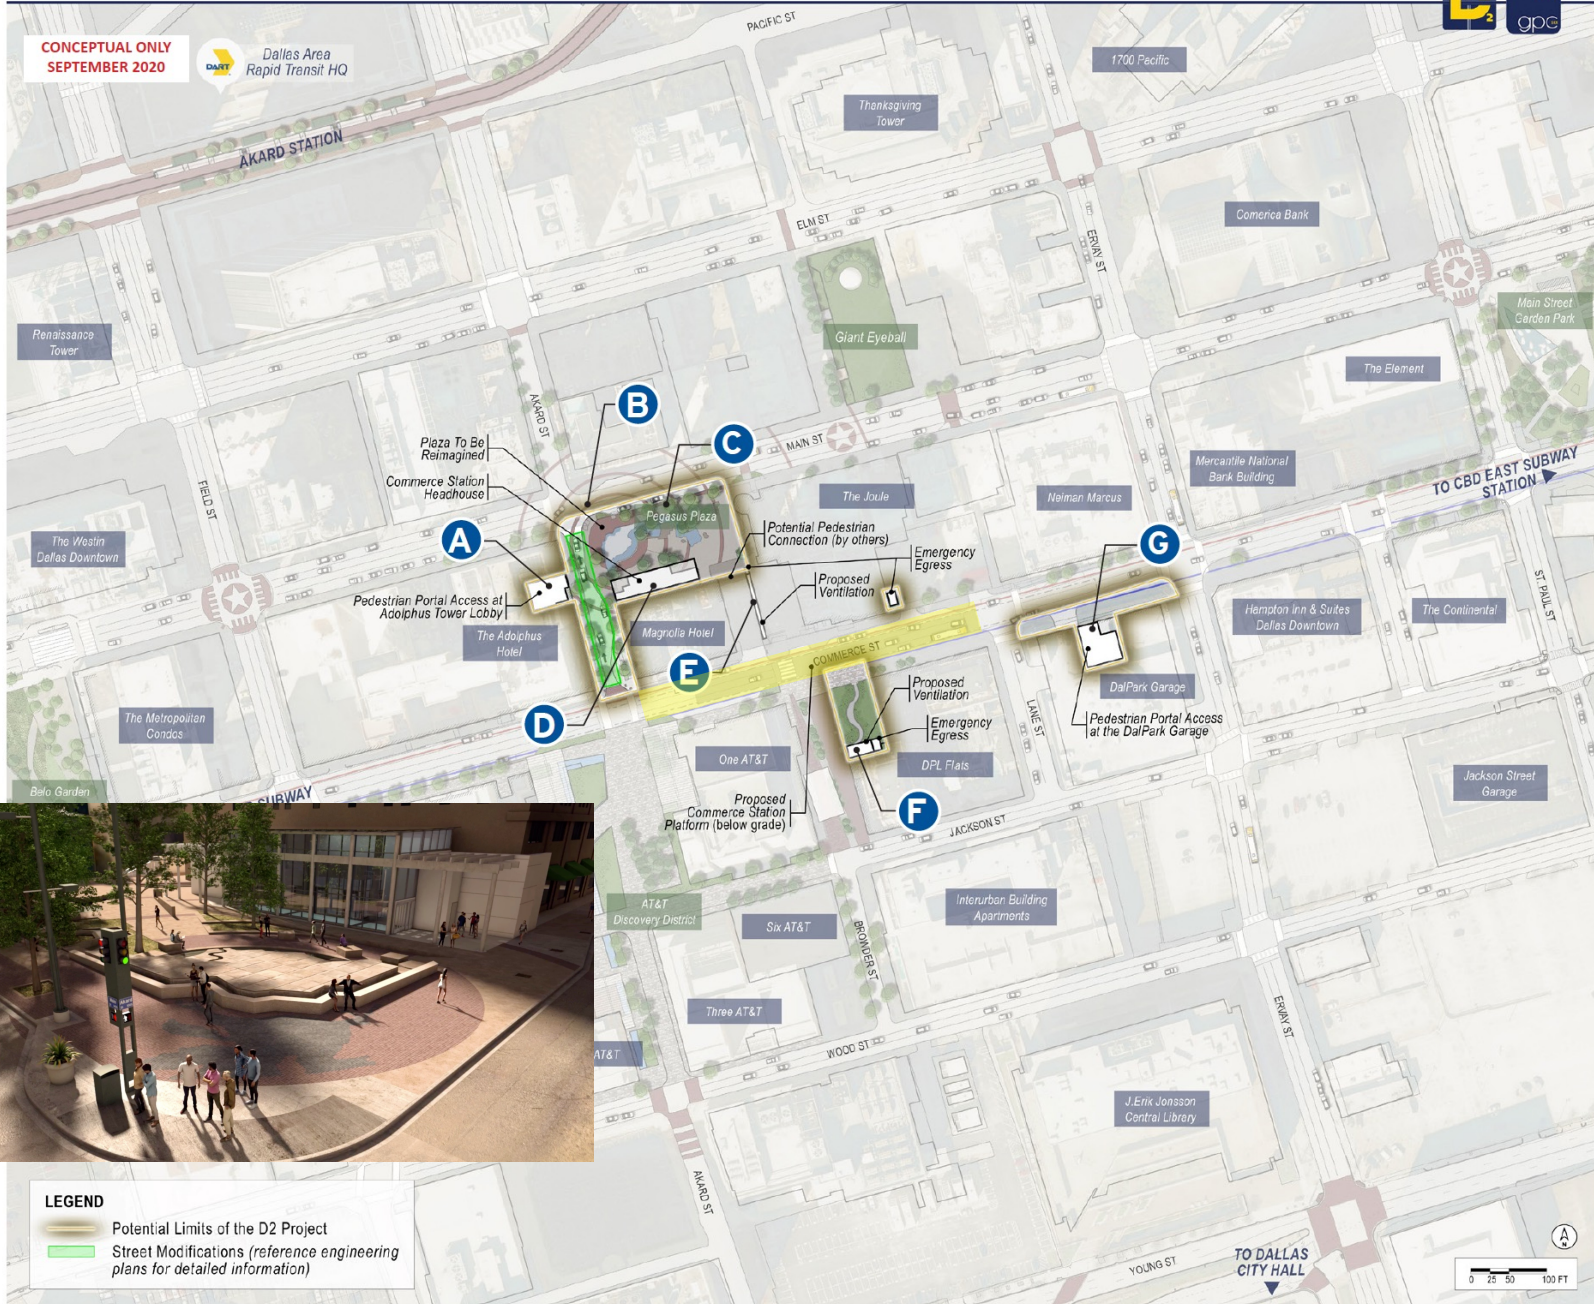 CONCEPTUAL ONLY
SEPTEMBER 2020
DART
Dallas Area
Rapid Transit HQ
PACIFIC ST
D2
gpc
1700 Pacific
Thanksgiving
Tower
AKARD STATION
ELM ST
ERVAY ST
Comerica Bank
Main Street
Garden Park
Renaissance
Tower
Giant Eyeball
The Element
AKARD ST
B
C
Plaza To Be
Reimagined
MAIN ST
Commerce Station
Headhouse
Mercantile National
Bank Building
TO CBD EAST SUBWAY
STATION
FIELD ST
The Joule
Neiman Marcus
Pegasus Plaza
A
The Westin
Dallas Downtown
Potential Pedestrian
Connection (by others)
G
Emergency
Egress
Proposed
Ventilation
ST. PAUL ST
Pedestrian Portal Access at
Adolphus Tower Lobby
The Adolphus
Hotel
Magnolia Hotel
Hampton Inn & Suites
Dallas Downtown
The Continental
COMMERCE ST
E
Proposed
Ventilation
DalPark Garage
The Metropolitan
Condos
D
Emergency
Egress
LANE ST
Pedestrian Portal Access
at the DalPark Garage
One AT&T
DPL Flats
Belo Garden
SUBWAY
Proposed
Commerce Station
Platform (below grade)
F
JACKSON ST
Jackson Street
Garage
AT&T
Discovery District
Six AT&T
Interurban Building
Apartments
BROWDER ST
Three AT&T
AT&T
WOOD ST
ERVAY ST
J.Erik Jonsson
Central Library
AKARD ST
LEGEND
Potential Limits of the D2 Project
Street Modifications (reference engineering
plans for detailed information)
YOUNG ST
TO DALLAS
CITY HALL
N
0 25 50 100 FT